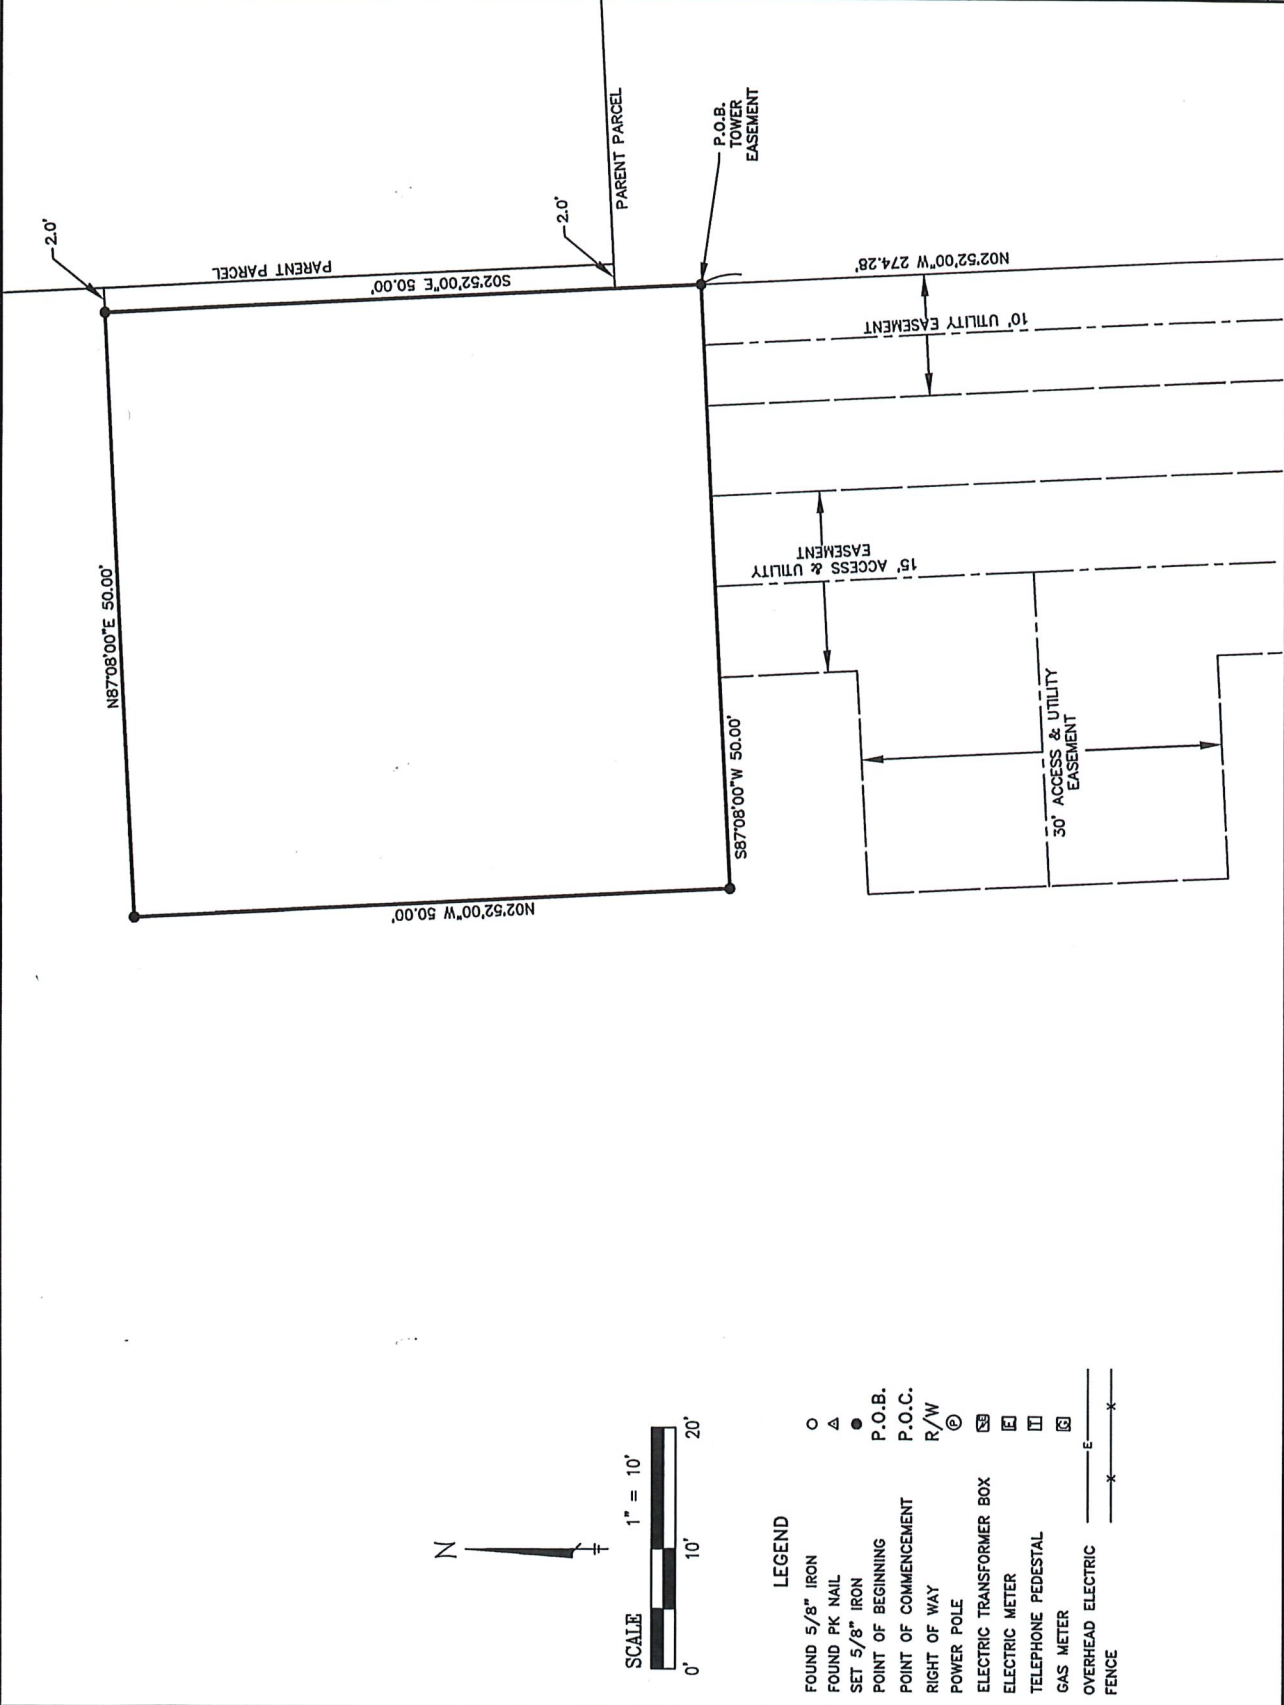 2.0'
PARENT PARCEL
S02°52'00"E 50.00'
2.0'
PARENT PARCEL
P.O.B.
TOWER
EASEMENT
N87°08'00"E 50.00'
N02°52'00"W 50.00'
S87°08'00"W 50.00'
N02°52'00"W 274.28'
10' UTILITY EASEMENT
15' ACCESS & UTILITY
EASEMENT
30' ACCESS & UTILITY
EASEMENT
N
SCALE 1" = 10'
0' 10' 20'
LEGEND
FOUND 5/8" IRON
FOUND PK NAIL
SET 5/8" IRON
POINT OF BEGINNING P.O.B.
POINT OF COMMENCEMENT P.O.C.
RIGHT OF WAY R/W
POWER POLE P
ELECTRIC TRANSFORMER BOX
ELECTRIC METER E
TELEPHONE PEDESTAL T
GAS METER G
OVERHEAD ELECTRIC E
FENCE x x